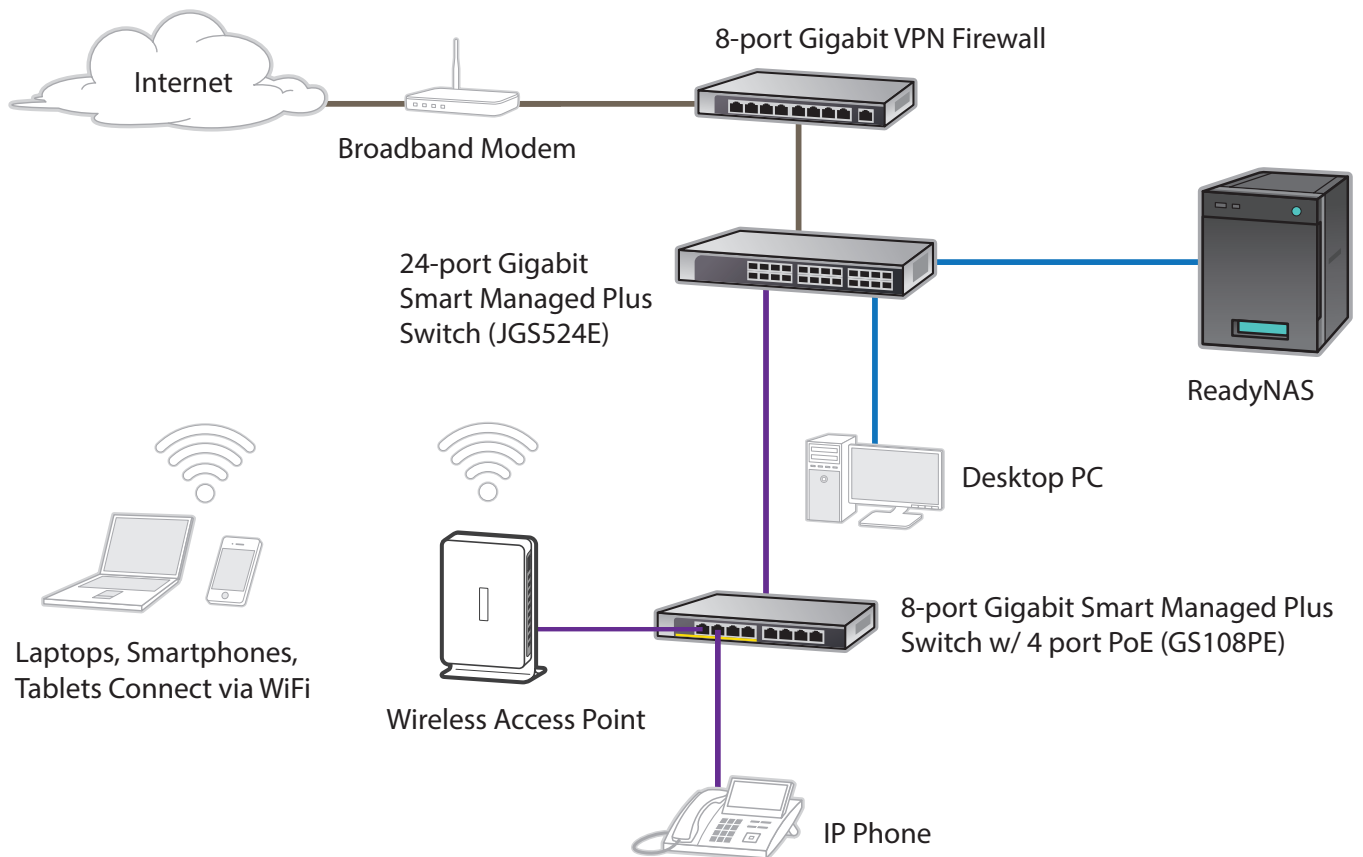 8-port Gigabit VPN Firewall
Internet
Broadband Modem
24-port Gigabit
Smart Managed Plus
Switch (JGS524E)
ReadyNAS
Desktop PC
8-port Gigabit Smart Managed Plus
Switch w/ 4 port PoE (GS108PE)
Laptops, Smartphones,
Tablets Connect via WiFi
Wireless Access Point
IP Phone